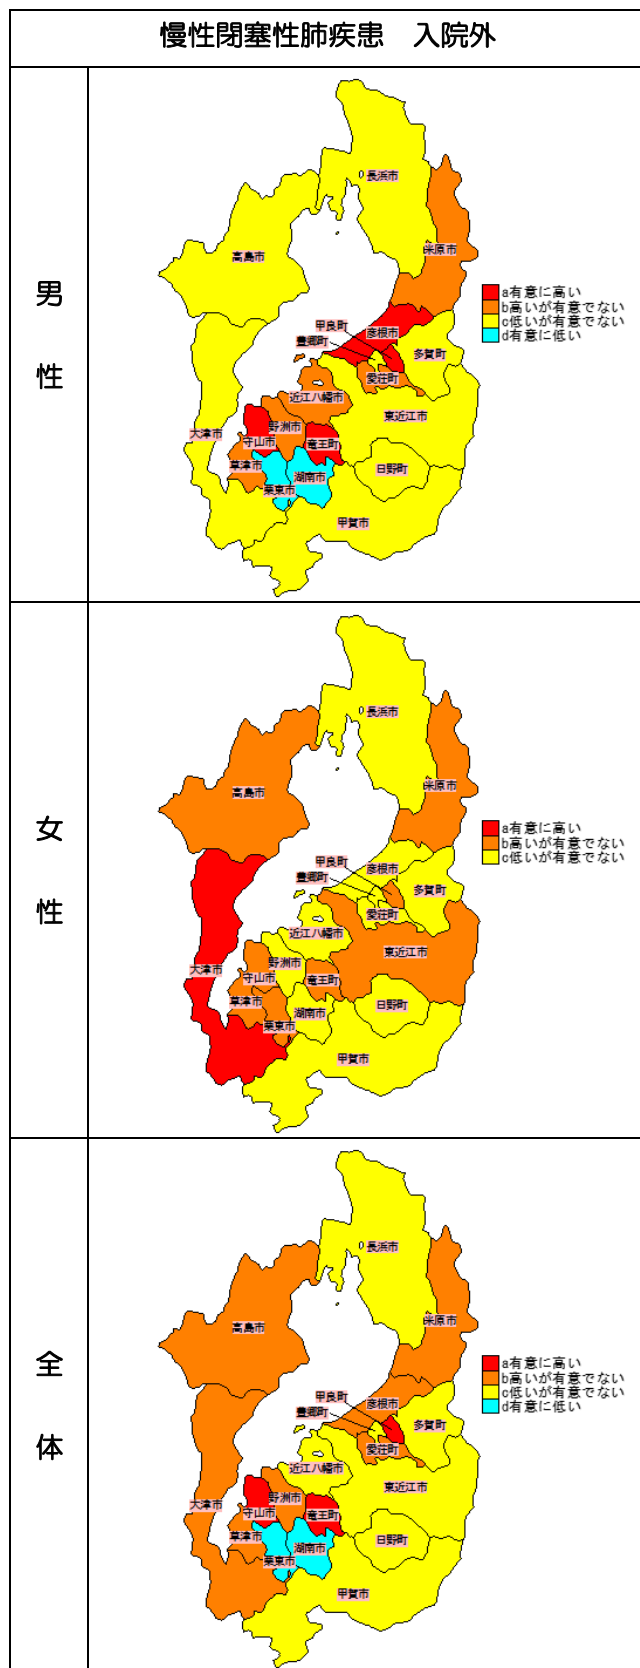 慢性閉塞性肺疾患　入院外
男
性
長浜市
米原市
高島市
a有意に高い
b高いが有意でない
c低いが有意でない
d有意に低い
甲良町
彦根市
豊郷町
多賀町
愛荘町
近江八幡市
東近江市
野洲市
大津市
守山市
竜王町
草津市
日野町
湖南市
栗東市
甲賀市
女
性
長浜市
米原市
高島市
a有意に高い
b高いが有意でない
c低いが有意でない
甲良町
彦根市
豊郷町
多賀町
愛荘町
近江八幡市
東近江市
野洲市
大津市
守山市
竜王町
草津市
日野町
湖南市
栗東市
甲賀市
全
体
長浜市
米原市
高島市
a有意に高い
b高いが有意でない
c低いが有意でない
d有意に低い
甲良町
彦根市
豊郷町
多賀町
愛荘町
近江八幡市
東近江市
野洲市
大津市
守山市
竜王町
草津市
日野町
湖南市
栗東市
甲賀市